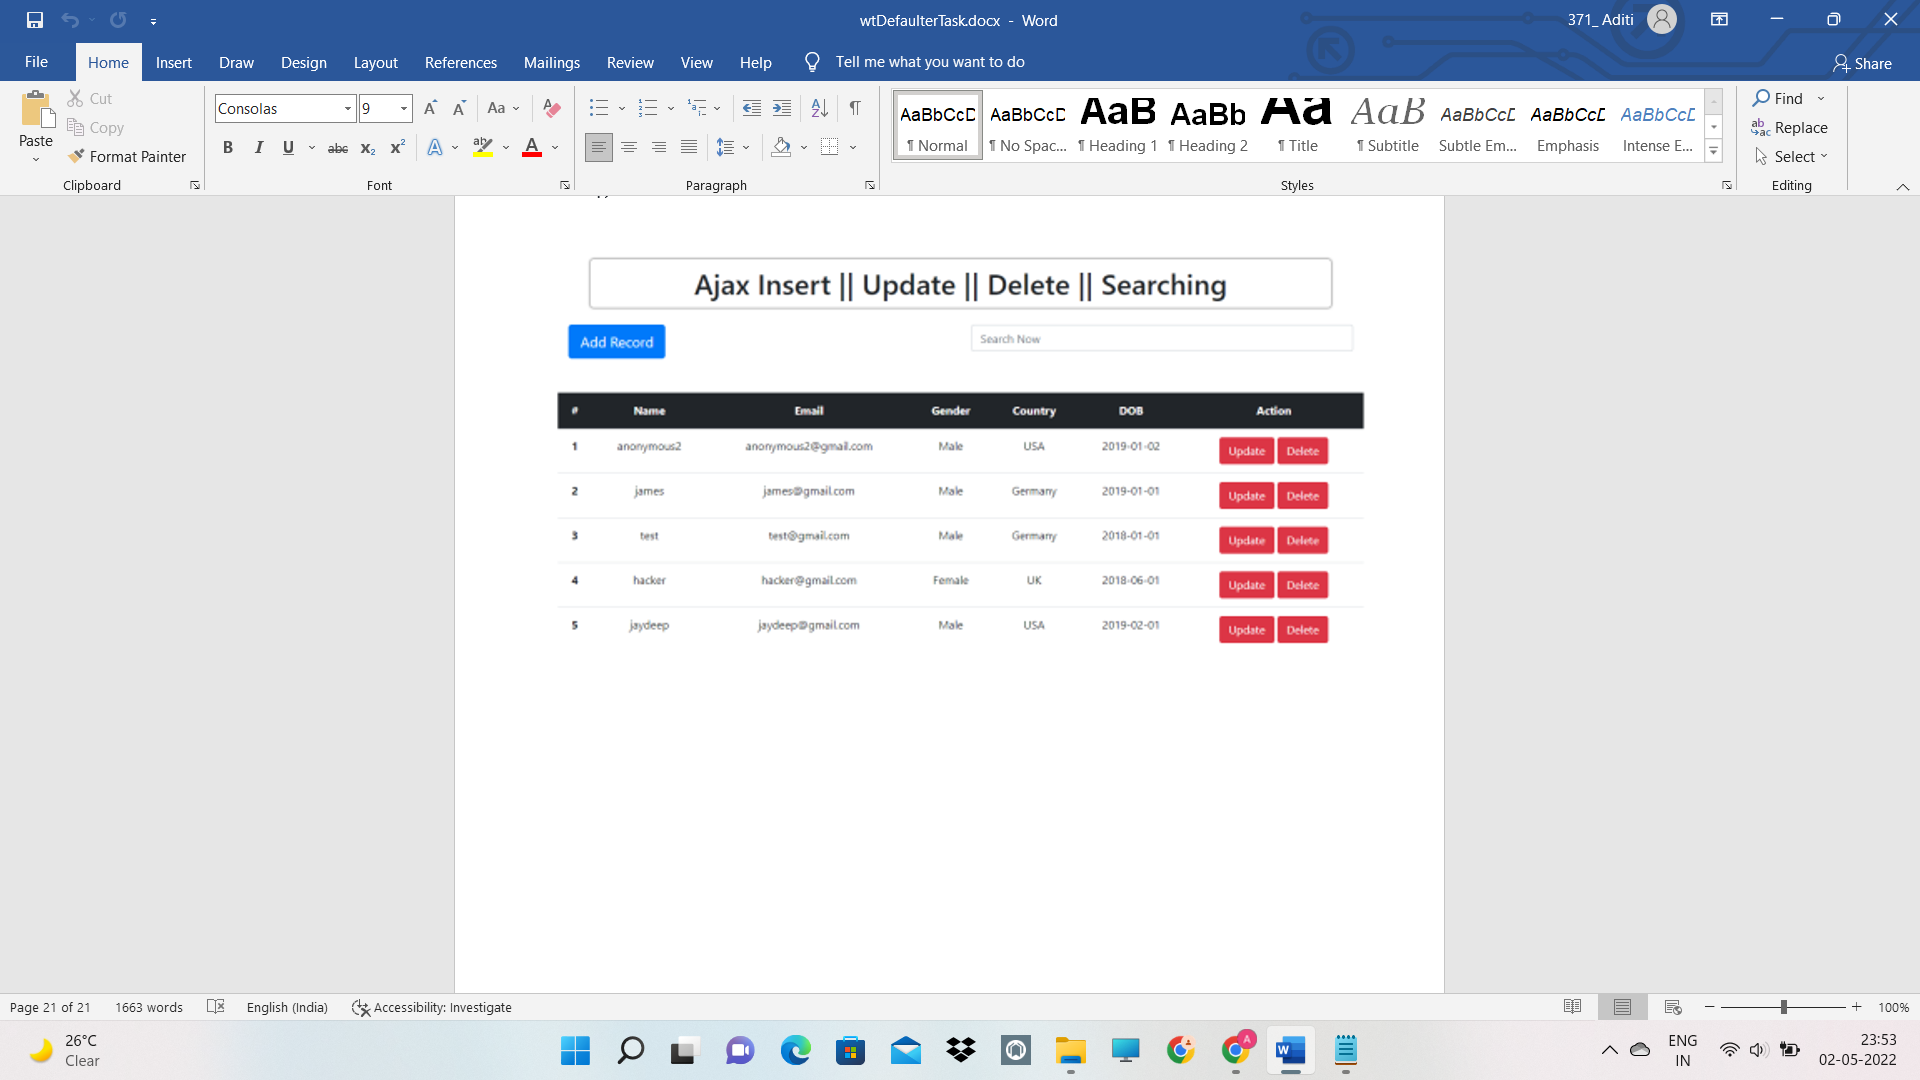 wtDefaulterTask.docx - Word
371_ Aditi
File Home Insert Draw Design Layout References Mailings Review View Help Tell me what you want to do
Share
Paste
Cut
Copy
Format Painter
Clipboard
Consolas 9
Font
Paragraph
AaBbCcD AaBbCcD AaB AaBb Aa AaB AaBbCcD AaBbCcD AaBbCcD
¶ Normal ¶ No Spac... ¶ Heading 1 ¶ Heading 2 ¶ Title ¶ Subtitle Subtle Em... Emphasis Intense E...
Styles
Find
Replace
Select
Editing
Ajax Insert || Update || Delete || Searching
Add Record
Search Now
# Name Email Gender Country DOB Action
1 anonymous2 anonymous2@gmail.com Male USA 2019-01-02 Update Delete
2 james james@gmail.com Male Germany 2019-01-01 Update Delete
3 test test@gmail.com Male Germany 2018-01-01 Update Delete
4 hacker hacker@gmail.com Female UK 2018-06-01 Update Delete
5 jaydeep jaydeep@gmail.com Male USA 2019-02-01 Update Delete
Page 21 of 21 1663 words English (India) Accessibility: Investigate 100%
26°C
Clear
ENG
IN
23:53
02-05-2022